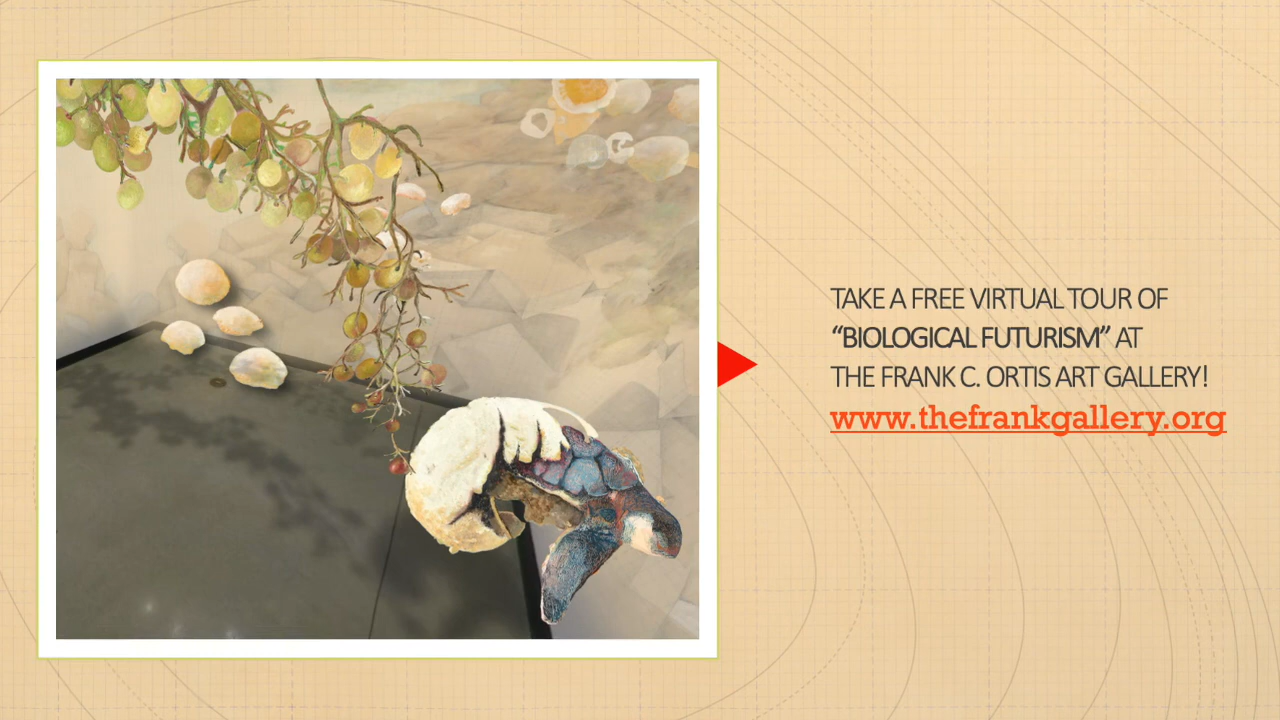 TAKE A FREE VIRTUAL TOUR OF
“BIOLOGICAL FUTURISM” AT
THE FRANK C. ORTIS ART GALLERY!
www.thefrankgallery.org